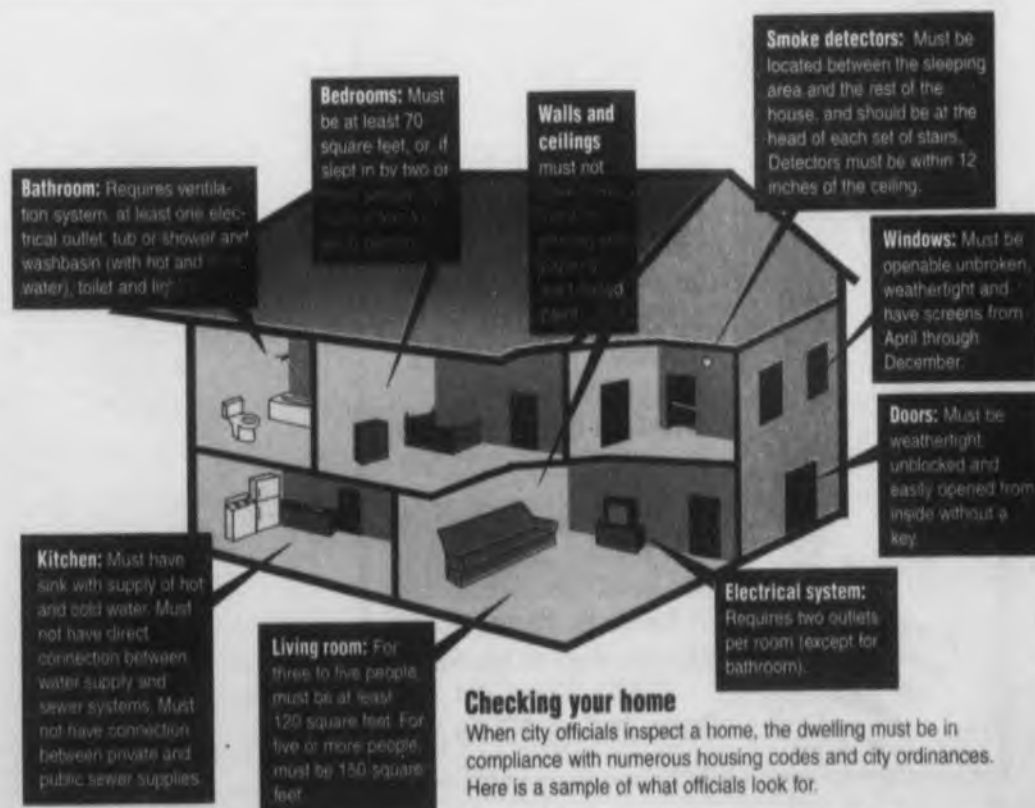 Smoke detectors: Must be
located between the sleeping
area and the rest of the
house, and should be at the
head of each set of stairs.
Detectors must be within 12
inches of the ceiling.
Bedrooms: Must
be at least 70
square feet, or, if
slept in by two or
Walls and
ceilings
must not
paint
Bathroom: Requires ventila-
tion system, at least one elec-
trical outlet, tub or shower and
washbasin (with hot and
water), toilet and
Windows: Must be
openable unbroken,
weathertight and
have screens from
April through
December.
Doors: Must be
weathertight
unblocked and
easily opened from
inside without a
key.
Kitchen: Must have
sink with supply of hot
and cold water. Must
not have direct
connection between
water supply and
sewer systems. Must
not have connection
between private and
public sewer supplies.
Living room: For
three to five people,
must be at least
120 square feet. For
five or more people,
must be 150 square
feet.
Electrical system:
Requires two outlets
per room (except for
bathroom).
Checking your home
When city officials inspect a home, the dwelling must be in
compliance with numerous housing codes and city ordinances.
Here is a sample of what officials look for.